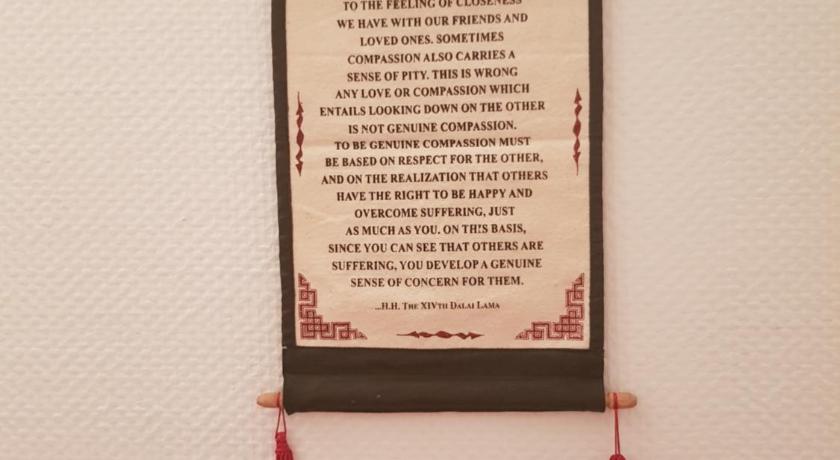 TO THE FEELING OF CLOSENESS
WE HAVE WITH OUR FRIENDS AND
LOVED ONES. SOMETIMES
COMPASSION ALSO CARRIES A
SENSE OF PITY. THIS IS WRONG
ANY LOVE OR COMPASSION WHICH
ENTAILS LOOKING DOWN ON THE OTHER
IS NOT GENUINE COMPASSION.
TO BE GENUINE COMPASSION MUST
BE BASED ON RESPECT FOR THE OTHER,
AND ON THE REALIZATION THAT OTHERS
HAVE THE RIGHT TO BE HAPPY AND
OVERCOME SUFFERING, JUST
AS MUCH AS YOU. ON THIS BASIS,
SINCE YOU CAN SEE THAT OTHERS ARE
SUFFERING, YOU DEVELOP A GENUINE
SENSE OF CONCERN FOR THEM.
...H.H. THE XIVTH DALAI LAMA